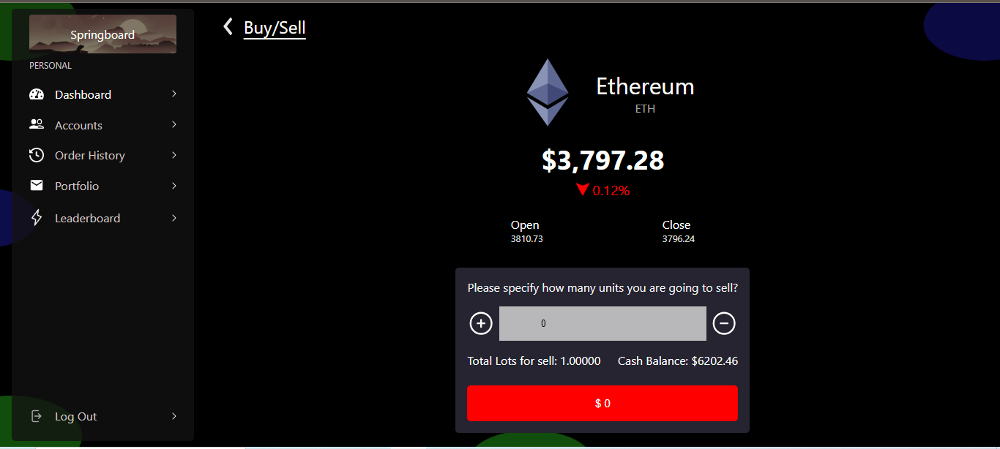 Springboard
PERSONAL
Dashboard
Accounts
Order History
Portfolio
Leaderboard
Log Out
Buy/Sell
Ethereum
ETH
$3,797.28
0.12%
Open Close
3810.73 3796.24
Please specify how many units you are going to sell?
0
Total Lots for sell: 1.00000 Cash Balance: $6202.46
$ 0